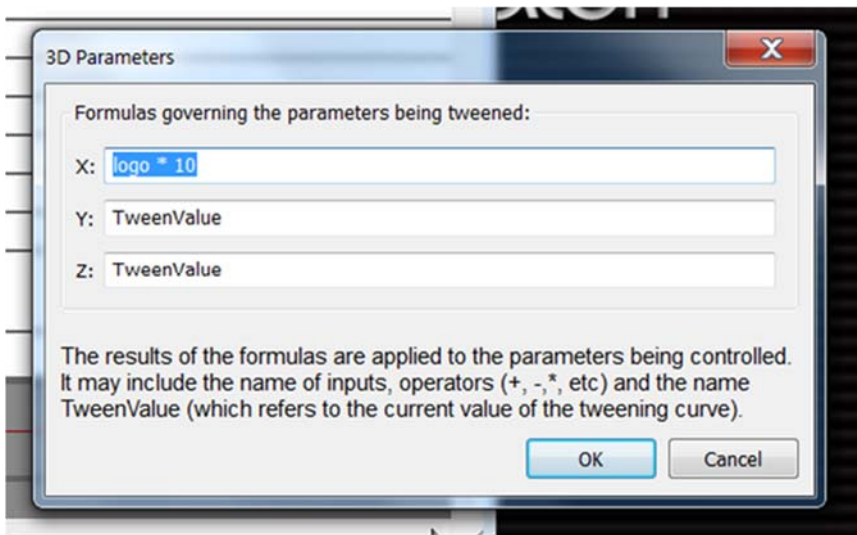 3D Parameters
Formulas governing the parameters being tweened:
X: logo * 10
Y: TweenValue
Z: TweenValue
The results of the formulas are applied to the parameters being controlled.
It may include the name of inputs, operators (+, -,*, etc) and the name
TweenValue (which refers to the current value of the tweening curve).
OK Cancel